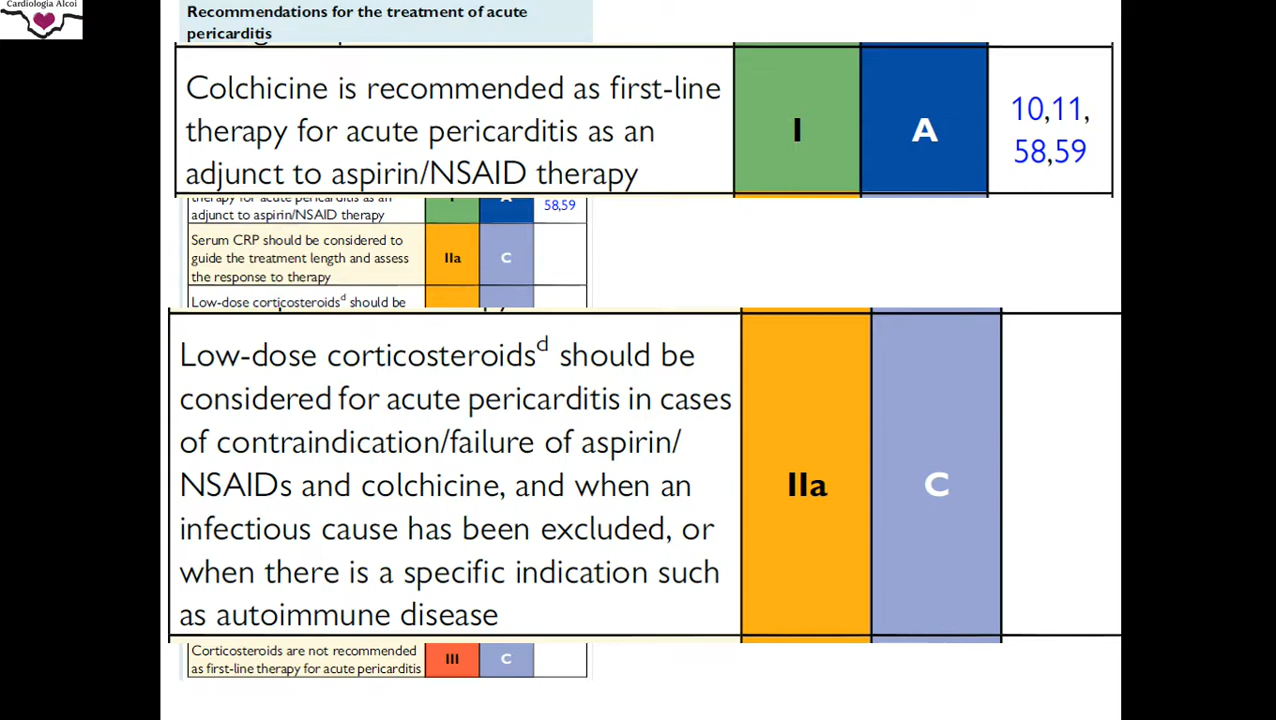 Cardiologia Alcoi
Recommendations for the treatment of acute
pericarditis
Colchicine is recommended as first-line
therapy for acute pericarditis as an
adjunct to aspirin/NSAID therapy
I
A
10,11,
58,59
therapy for acute pericarditis as an
adjunct to aspirin/NSAID therapy
I
A
58,59
Serum CRP should be considered to
guide the treatment length and assess
the response to therapy
IIa
C
Low-dose corticosteroidsd should be
Low-dose corticosteroidsd should be
considered for acute pericarditis in cases
of contraindication/failure of aspirin/
NSAIDs and colchicine, and when an
infectious cause has been excluded, or
when there is a specific indication such
as autoimmune disease
IIa
C
Corticosteroids are not recommended
as first-line therapy for acute pericarditis
III
C